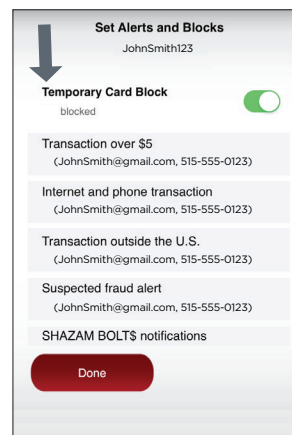 Set Alerts and Blocks
JohnSmith123
Temporary Card Block
blocked
Transaction over $5
(JohnSmith@gmail.com, 515-555-0123)
Internet and phone transaction
(JohnSmith@gmail.com, 515-555-0123)
Transaction outside the U.S.
(JohnSmith@gmail.com, 515-555-0123)
Suspected fraud alert
(JohnSmith@gmail.com, 515-555-0123)
SHAZAM BOLT$ notifications
Done